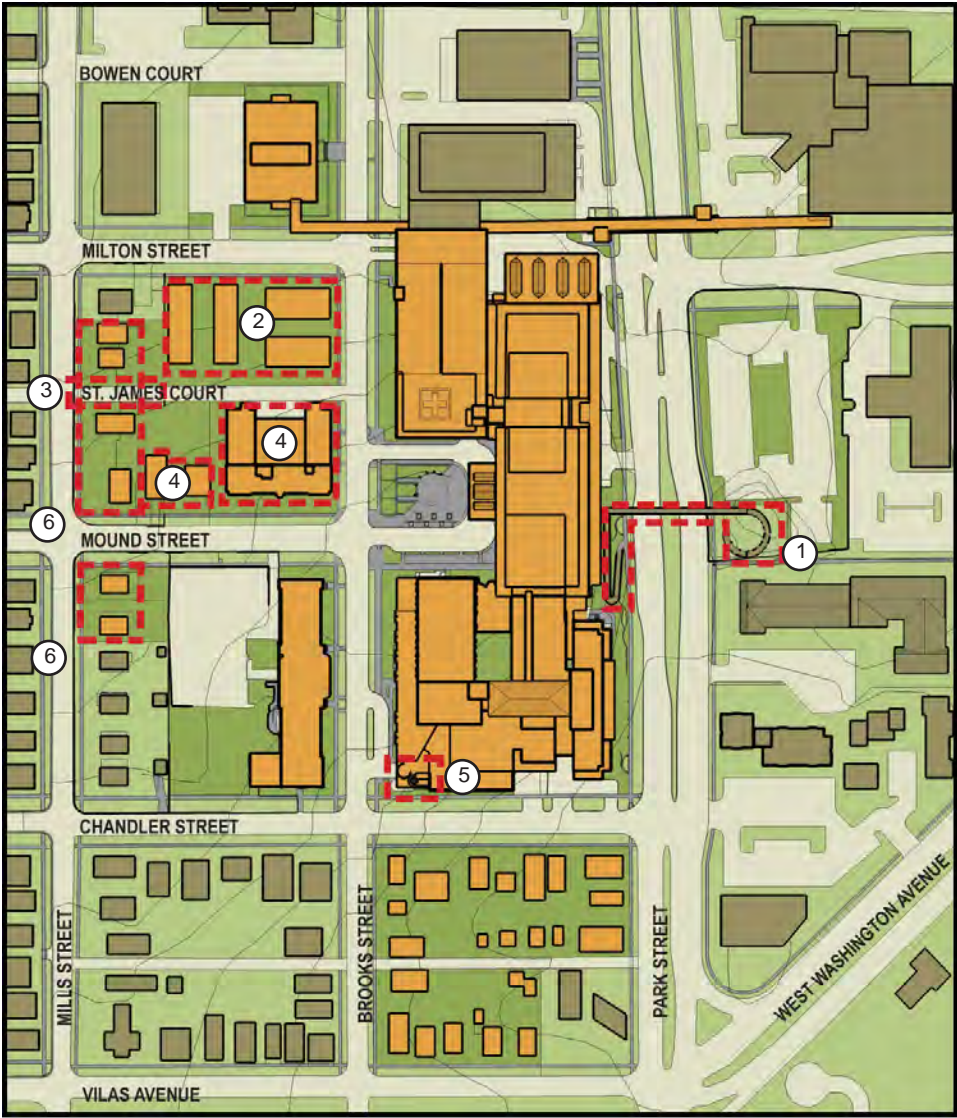 BOWEN COURT
MILTON STREET
2
3
ST. JAMES COURT
4
4
6
MOUND STREET
1
6
5
CHANDLER STREET
MILLS STREET
BROOKS STREET
PARK STREET
WEST WASHINGTON AVENUE
VILAS AVENUE